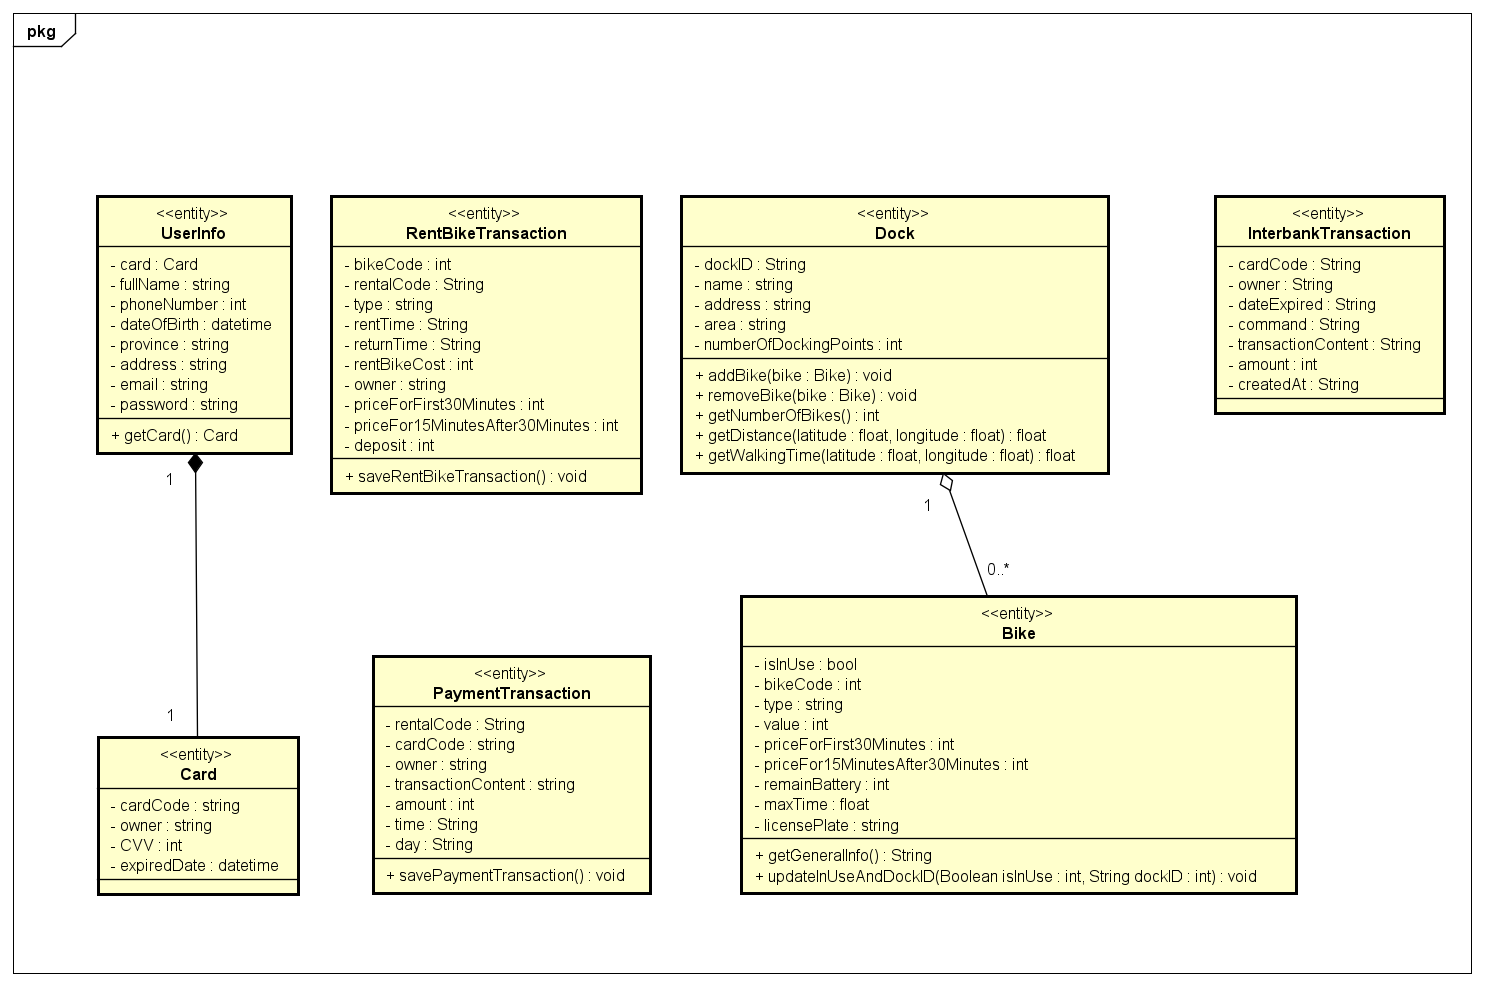 pkg
<<entity>>
UserInfo
- card : Card
- fullName : string
- phoneNumber : int
- dateOfBirth : datetime
- province : string
- address : string
- email : string
- password : string
+ getCard() : Card
<<entity>>
RentBikeTransaction
- bikeCode : int
- rentalCode : String
- type : string
- rentTime : String
- returnTime : String
- rentBikeCost : int
- owner : string
- priceForFirst30Minutes : int
- priceFor15MinutesAfter30Minutes : int
- deposit : int
+ saveRentBikeTransaction() : void
<<entity>>
Dock
- dockID : String
- name : string
- address : string
- area : string
- numberOfDockingPoints : int
+ addBike(bike : Bike) : void
+ removeBike(bike : Bike) : void
+ getNumberOfBikes() : int
+ getDistance(latitude : float, longitude : float) : float
+ getWalkingTime(latitude : float, longitude : float) : float
<<entity>>
InterbankTransaction
- cardCode : String
- owner : String
- dateExpired : String
- command : String
- transactionContent : String
- amount : int
- createdAt : String
1
1
1
0..*
<<entity>>
Card
- cardCode : string
- owner : string
- CVV : int
- expiredDate : datetime
<<entity>>
PaymentTransaction
- rentalCode : String
- cardCode : string
- owner : string
- transactionContent : string
- amount : int
- time : String
- day : String
+ savePaymentTransaction() : void
<<entity>>
Bike
- isInUse : bool
- bikeCode : int
- type : string
- value : int
- priceForFirst30Minutes : int
- priceFor15MinutesAfter30Minutes : int
- remainBattery : int
- maxTime : float
- licensePlate : string
+ getGeneralInfo() : String
+ updateInUseAndDockID(Boolean isInUse : int, String dockID : int) : void